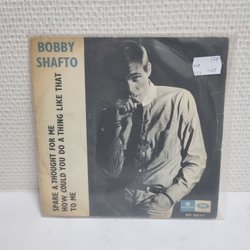 BOBBY
SHAFTO
SPARE A THOUGHT FOR ME
HOW COULD YOU DO A THING LIKE THAT
TO ME